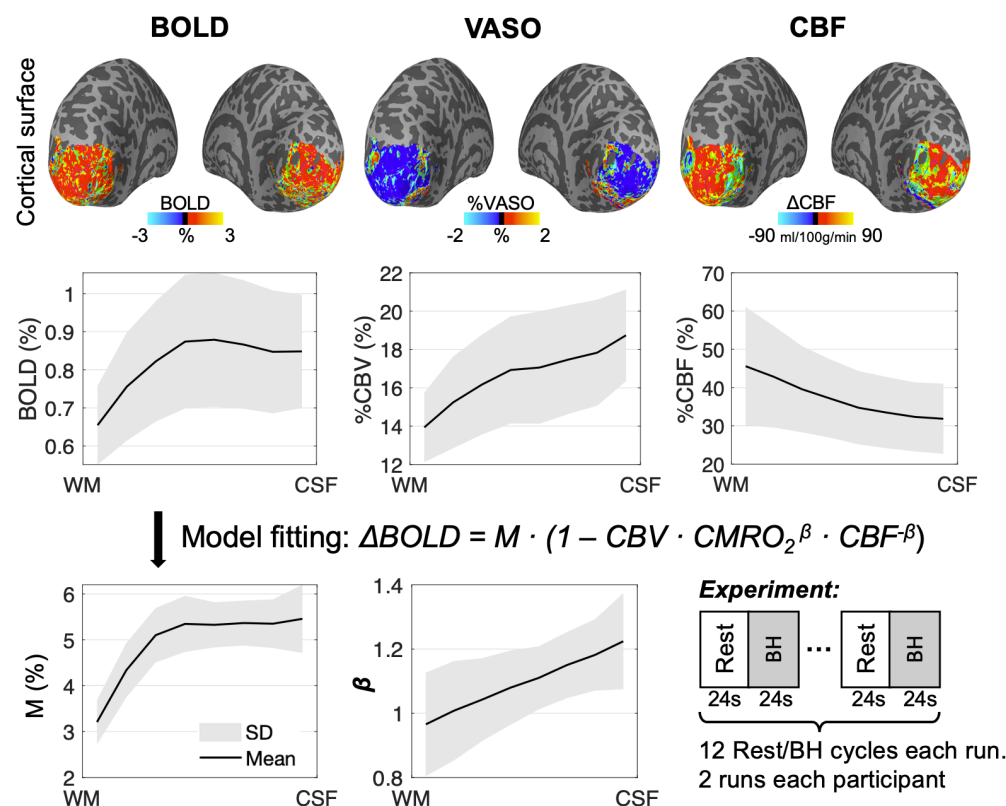 BOLD VASO CBF
Cortical surface
BOLD %VASO ΔCBF
-3 % 3 -2 % 2 -90 ml/100g/min 90
BOLD (%)
1
0.9
0.8
0.7
0.6
WM CSF
%CBV (%)
22
20
18
16
14
12
WM CSF
%CBF (%)
70
60
50
40
30
20
WM CSF
Model fitting: ΔBOLD = M · (1 – CBV · CMRO₂^β · CBF^-β)
M (%)
6
5
4
3
2
SD
Mean
WM CSF
β
1.4
1.2
1
0.8
WM CSF
Experiment:
Rest BH ... Rest BH
24s 24s 24s 24s
12 Rest/BH cycles each run.
2 runs each participant